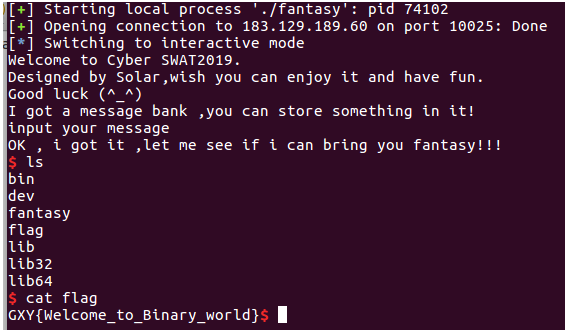 [+] Starting local process './fantasy': pid 74102
[+] Opening connection to 183.129.189.60 on port 10025: Done
[*] Switching to interactive mode
Welcome to Cyber SWAT2019.
Designed by Solar,wish you can enjoy it and have fun.
Good luck (^_^)
I got a message bank ,you can store something in it!
input your message
OK , i got it ,let me see if i can bring you fantasy!!!
$ ls
bin
dev
fantasy
flag
lib
lib32
lib64
$ cat flag
GXY{Welcome_to_Binary_world}$